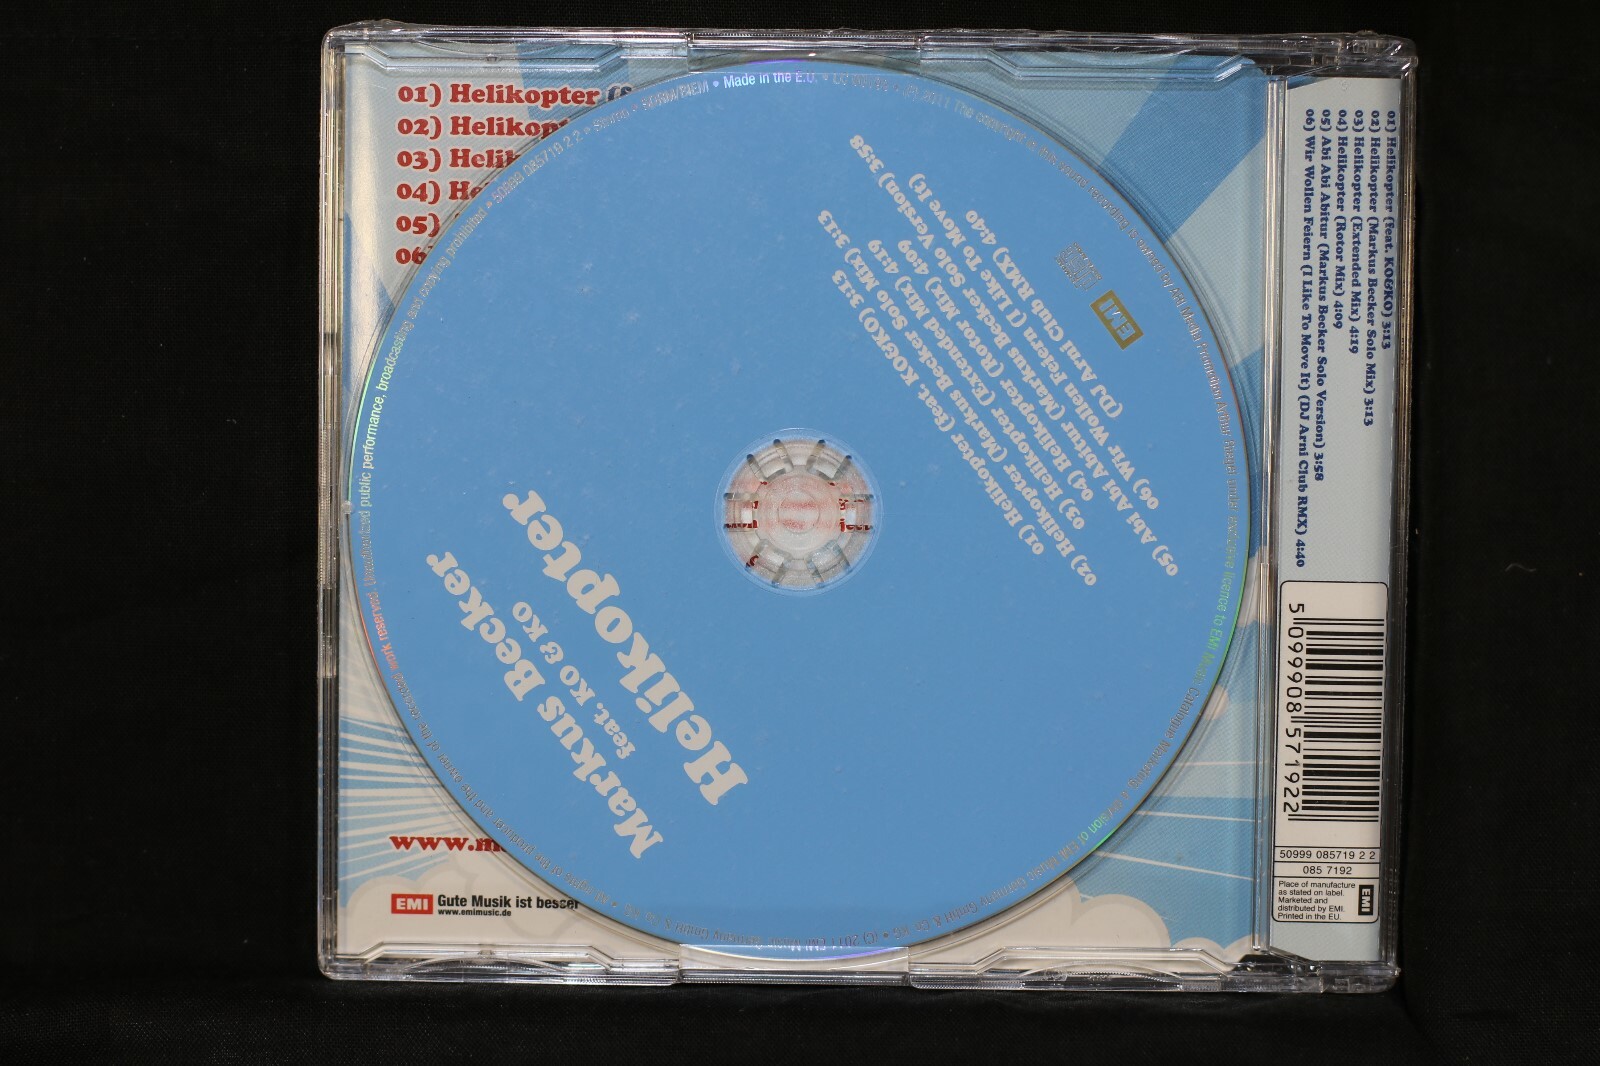 01) Helikopter
02) Helikopt
03) Helik
04) He
05)
06)
www.m
EMI Gute Musik ist besser
www.emimusic.de
Made in the E.U.
50999 085719 2 2 • Stereo
EMI
01) Helikopter (feat. KO&KO) 3:13
02) Helikopter (Markus Becker Solo Mix) 3:13
03) Helikopter (Extended Mix) 4:19
04) Helikopter (Rotor Mix) 4:09
05) Abi Abi Abitur (Markus Becker Solo Version) 3:58
06) Wir Wollen Feiern (I Like To Move It)
(DJ Arni Club RMX) 4:40
Markus Becker
feat. KO & KO
Helikopter
01) Helikopter (feat. KO&KO) 3:13
02) Helikopter (Markus Becker Solo Mix) 3:13
03) Helikopter (Extended Mix) 4:19
04) Helikopter (Rotor Mix) 4:09
05) Abi Abi Abitur (Markus Becker Solo Version) 3:58
06) Wir Wollen Feiern (I Like To Move It) (DJ Arni Club RMX) 4:40
5 099908 571922
50999 085719 2 2
085 7192
Place of manufacture
as stated on label.
Marketed and
distributed by EMI.
Printed in the EU.
EMI